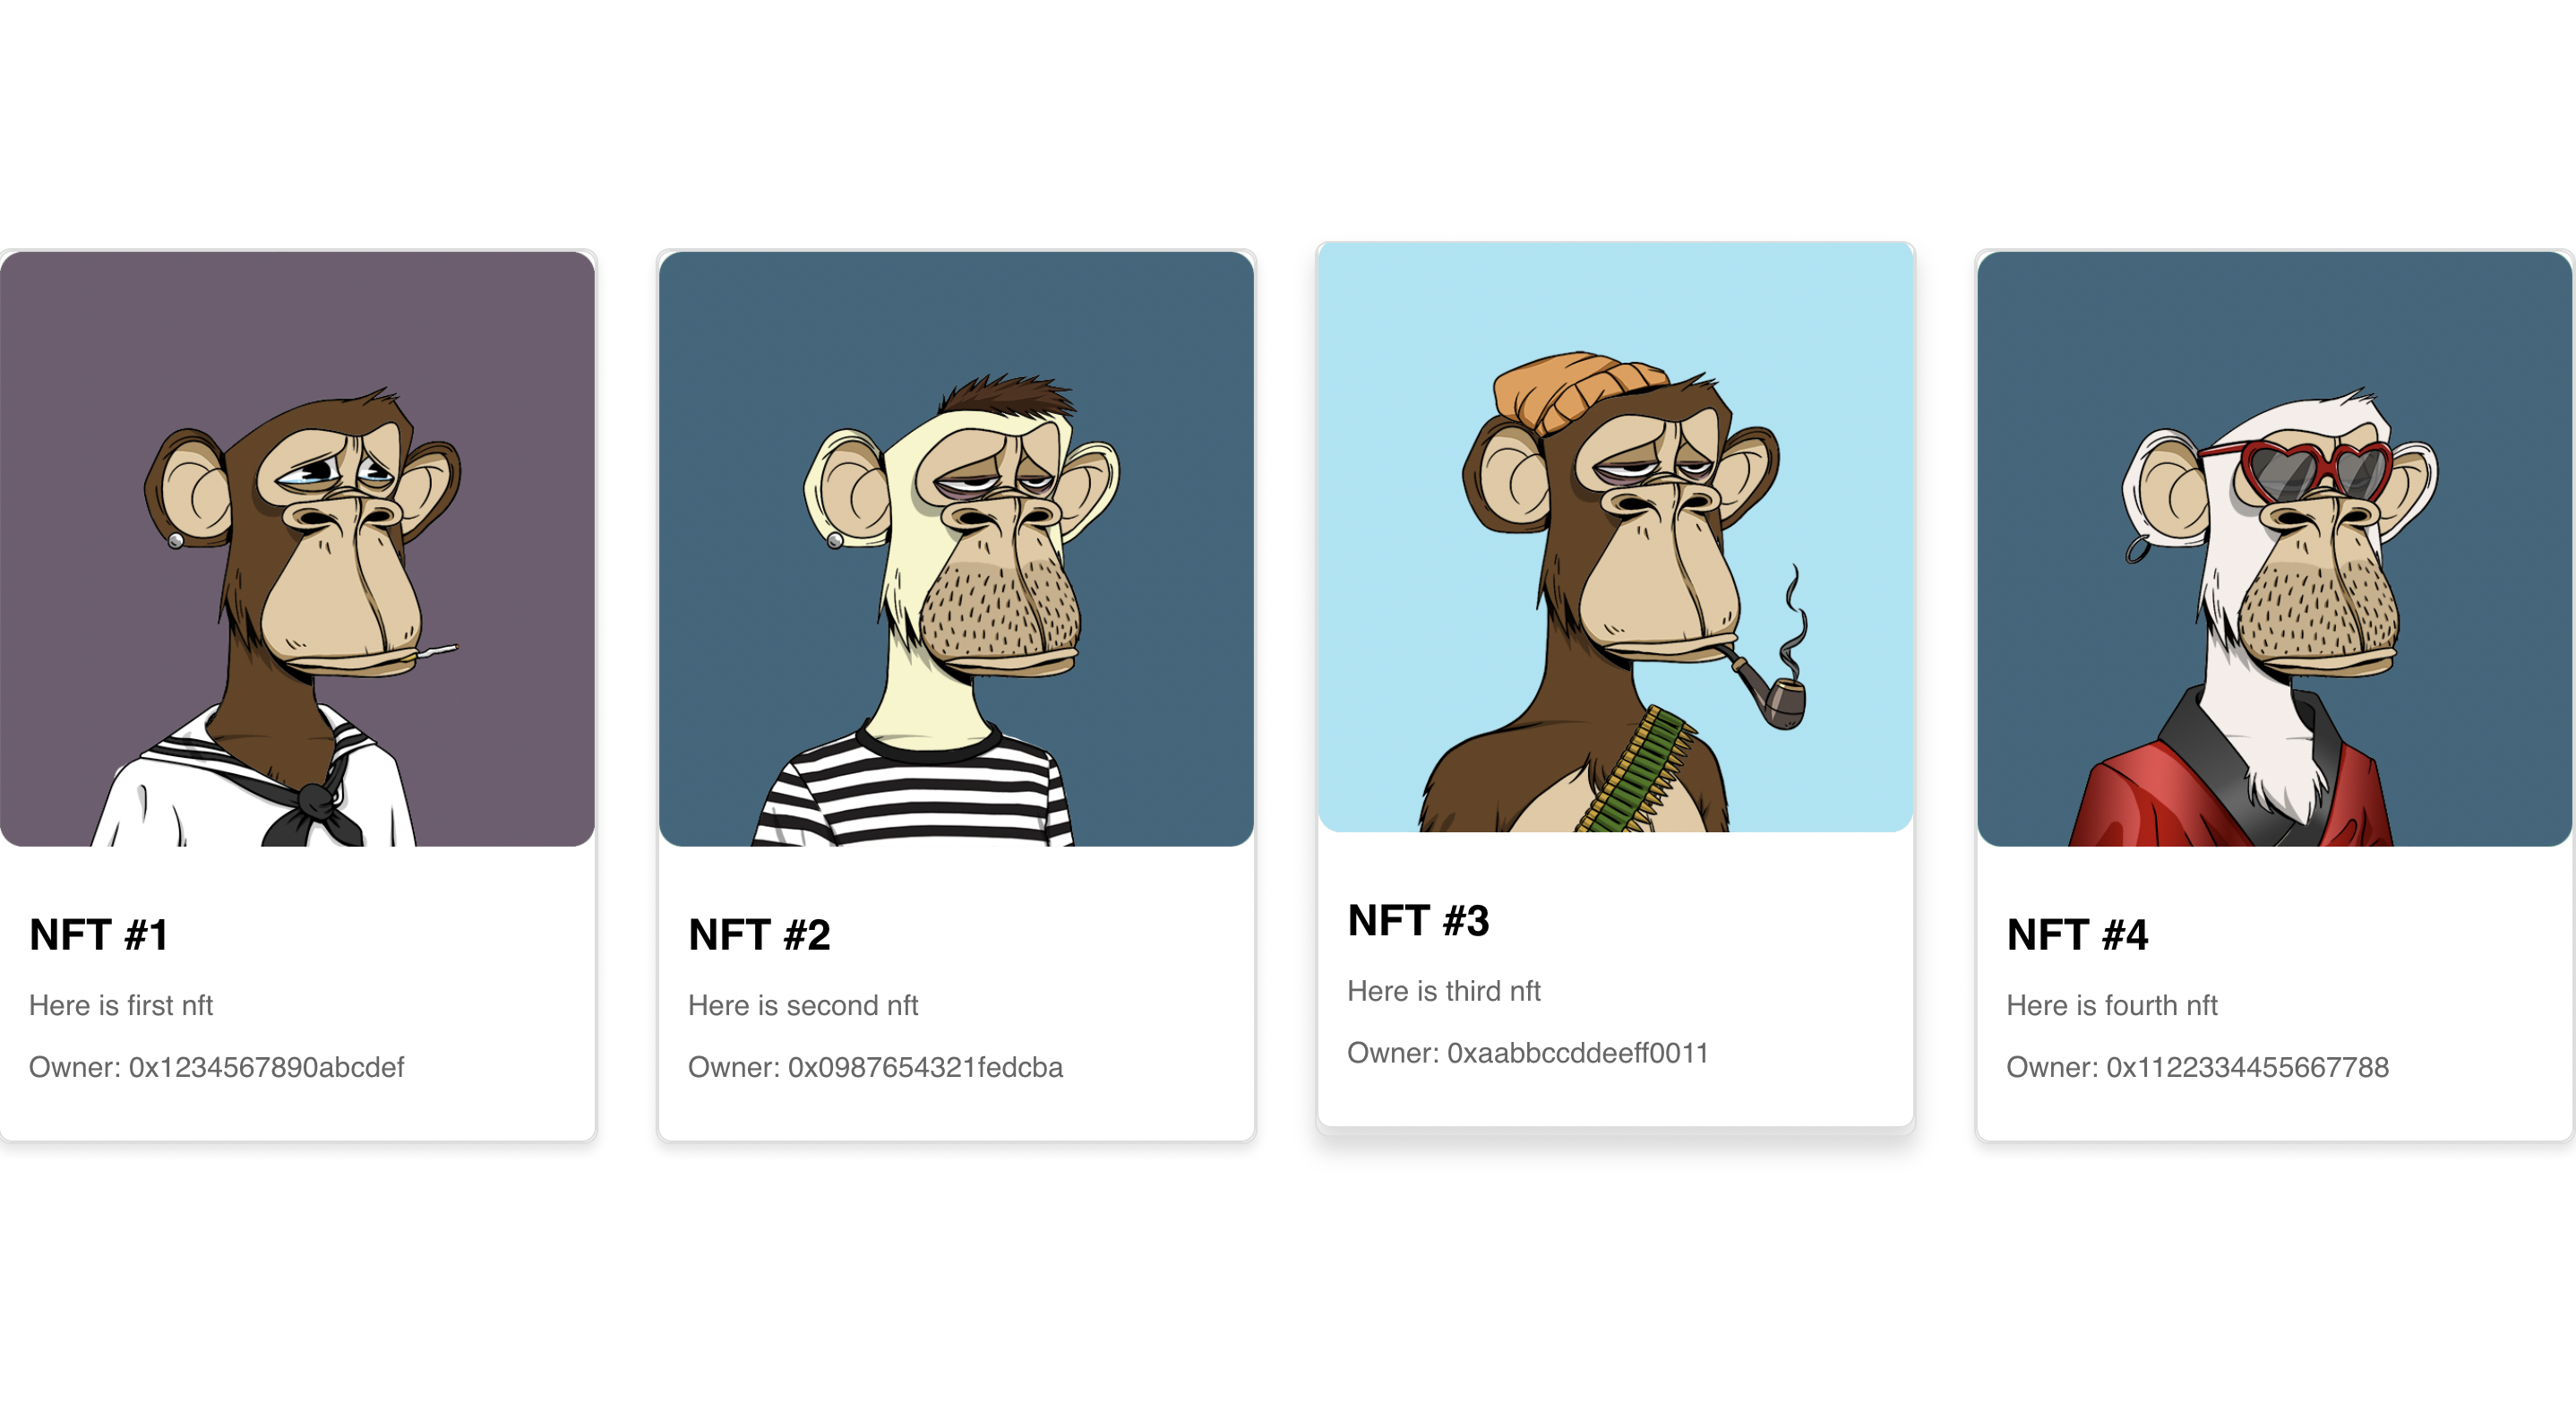 NFT #1
Here is first nft
Owner: 0x1234567890abcdef
NFT #2
Here is second nft
Owner: 0x0987654321fedcba
NFT #3
Here is third nft
Owner: 0xaabbccddeeff0011
NFT #4
Here is fourth nft
Owner: 0x1122334455667788